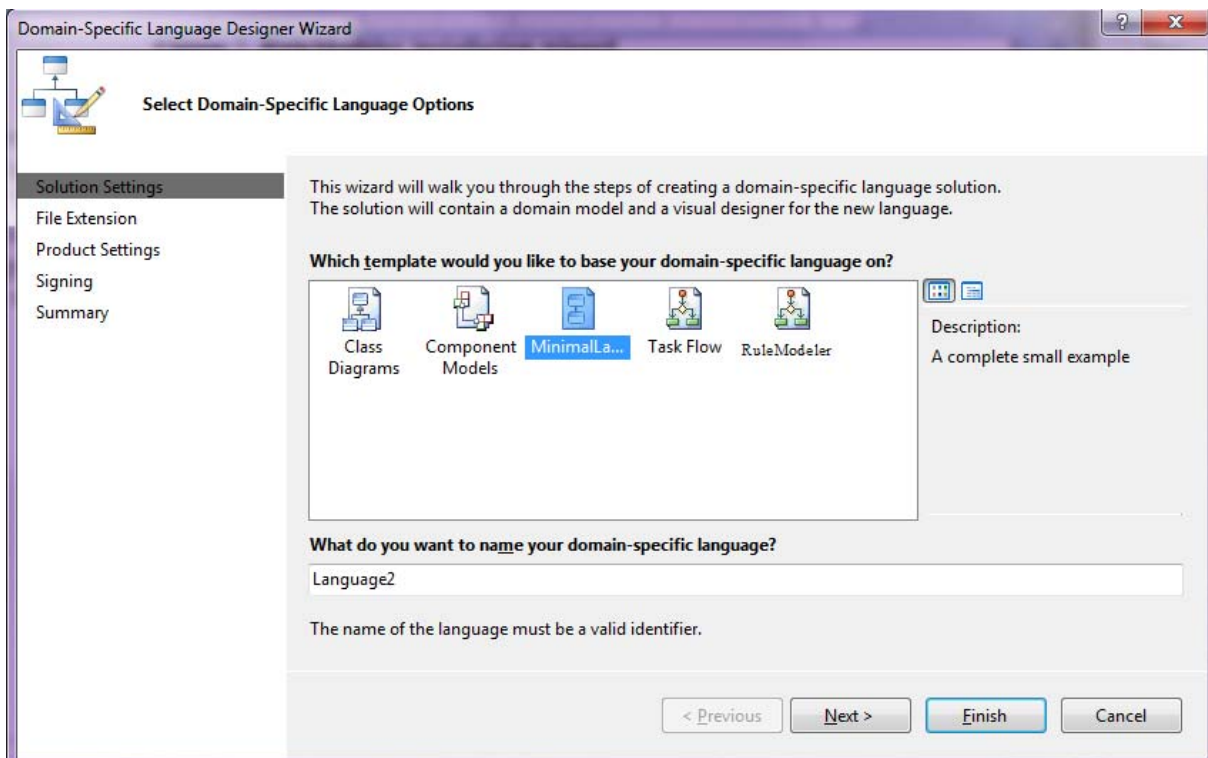 Domain-Specific Language Designer Wizard
Select Domain-Specific Language Options
Solution Settings
File Extension
Product Settings
Signing
Summary
This wizard will walk you through the steps of creating a domain-specific language solution.
The solution will contain a domain model and a visual designer for the new language.
Which template would you like to base your domain-specific language on?
Class
Diagrams
Component
Models
MinimalLa...
Task Flow
RuleModeler
Description:
A complete small example
What do you want to name your domain-specific language?
Language2
The name of the language must be a valid identifier.
< Previous
Next >
Finish
Cancel